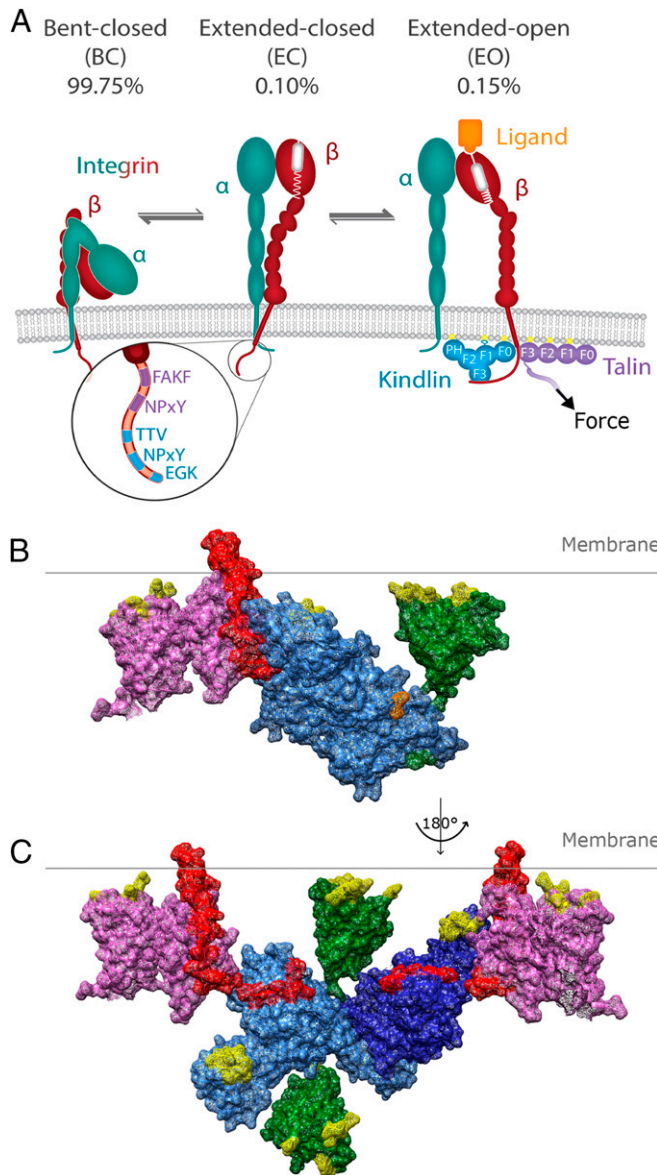 A
Bent-closed
(BC)
99.75%
Extended-closed
(EC)
0.10%
Extended-open
(EO)
0.15%
Integrin
β
α
α
β
Ligand
α
β
FAKF
NPxY
TTV
NPxY
EGK
PH
F2
F1
F0
F3
F3
F2
F1
F0
Kindlin
Talin
Force
B
Membrane
180°
C
Membrane